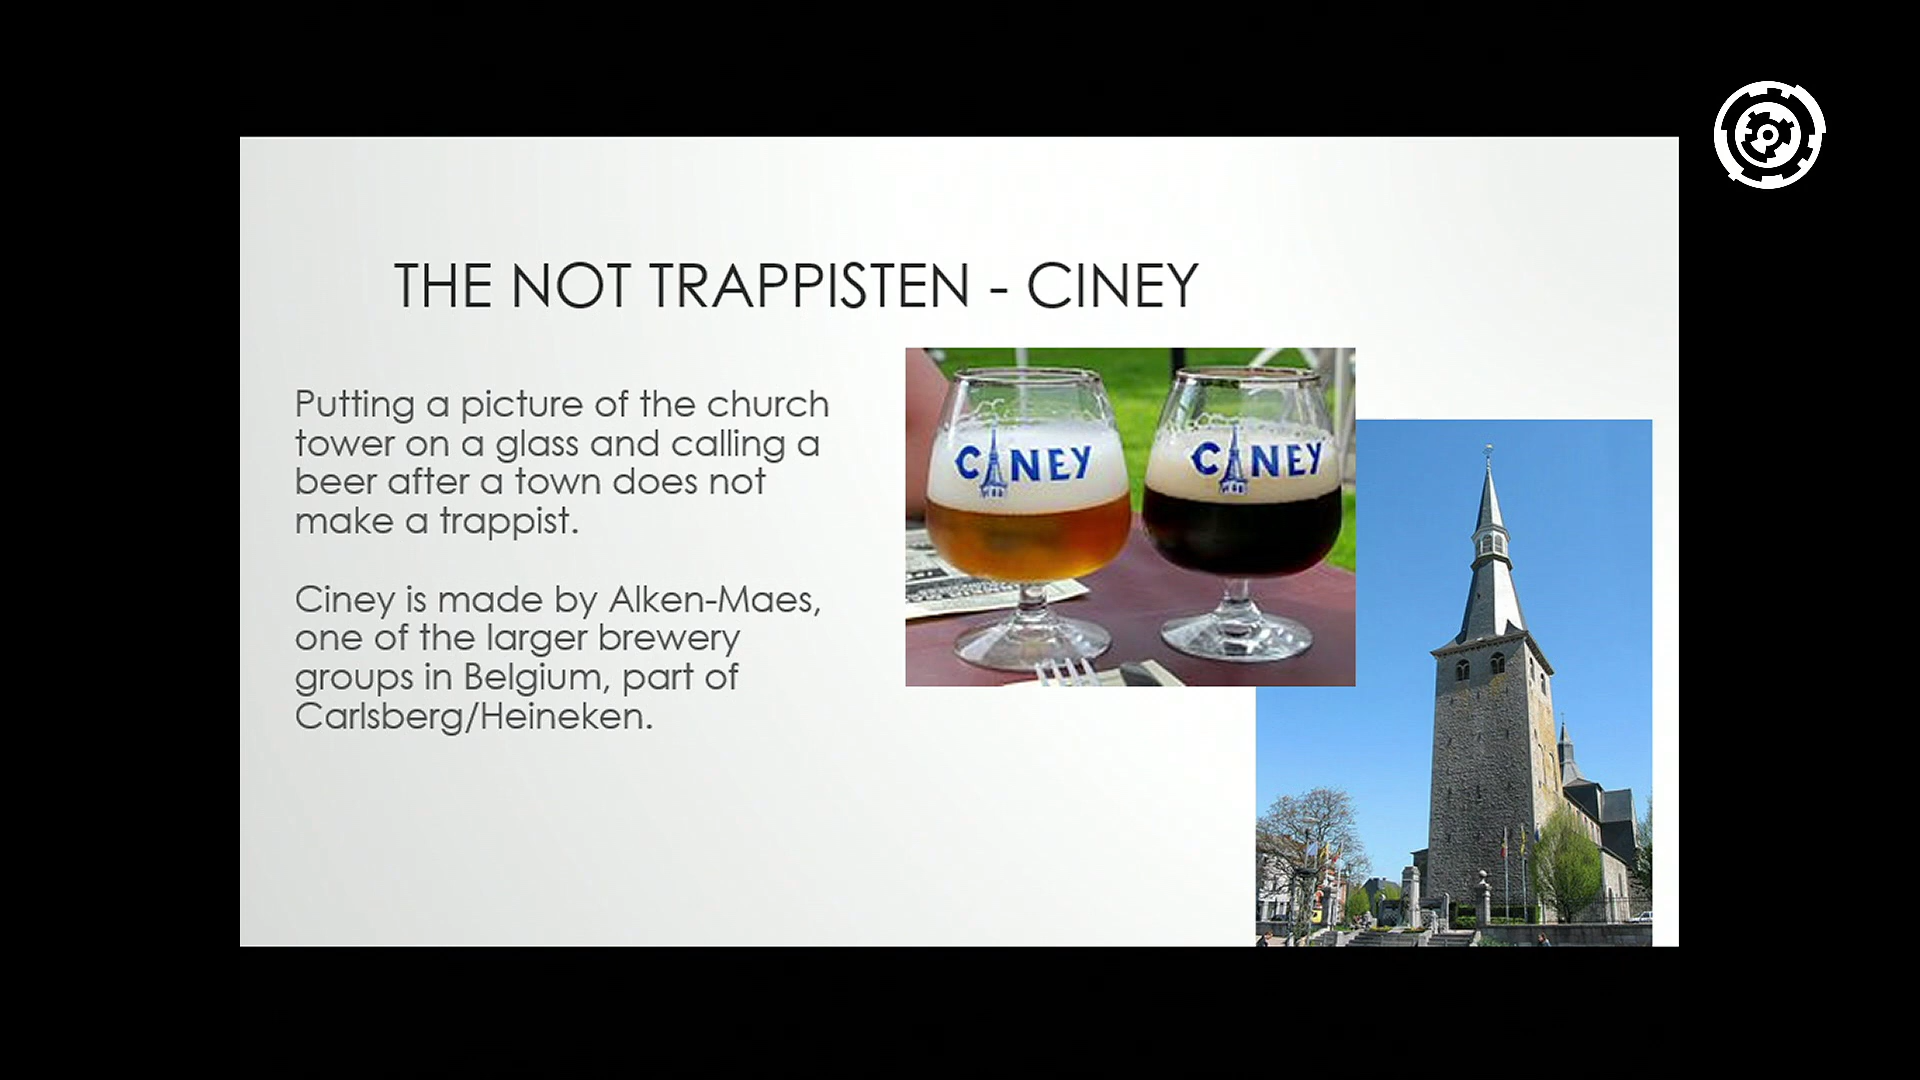 THE NOT TRAPPISTEN - CINEY
Putting a picture of the church
tower on a glass and calling a
beer after a town does not
make a trappist.
Ciney is made by Alken-Maes,
one of the larger brewery
groups in Belgium, part of
Carlsberg/Heineken.
CINEY
CINEY